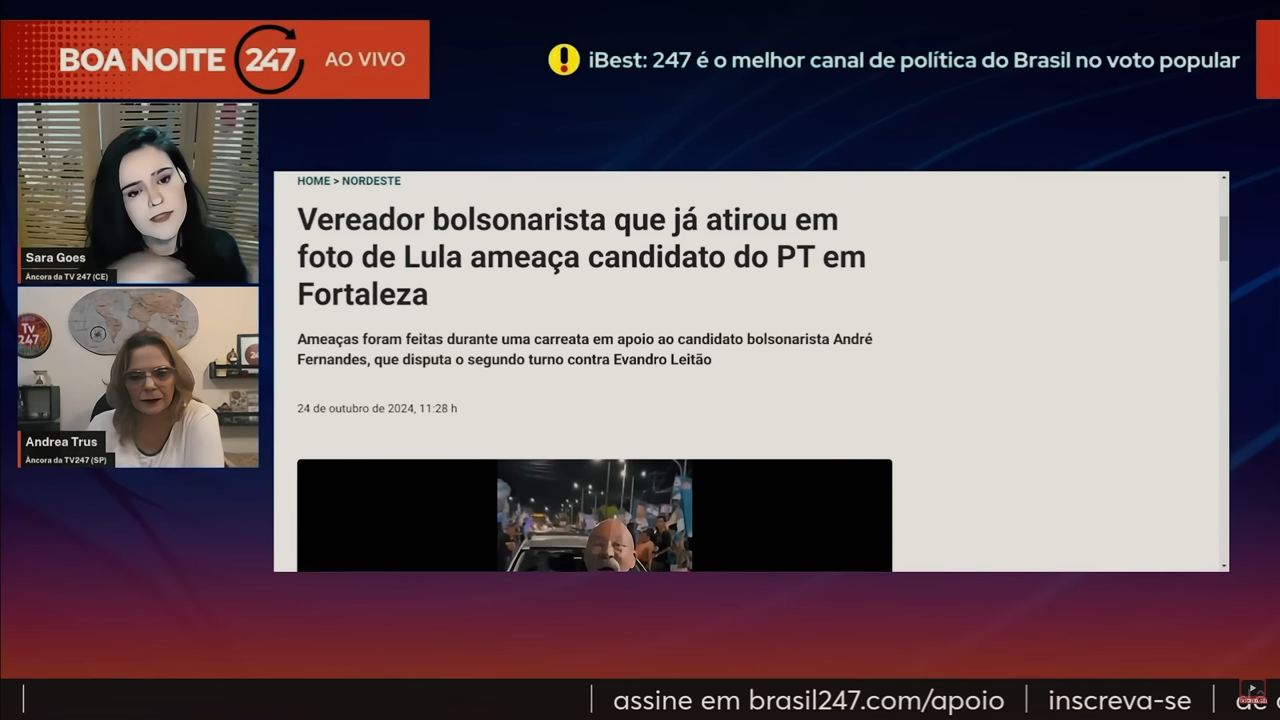 BOA NOITE 247 AO VIVO
iBest: 247 é o melhor canal de política do Brasil no voto popular
Sara Goes
Âncora da TV 247 (CE)
Tv
247
Andrea Trus
Âncora da TV247 (SP)
HOME > NORDESTE
Vereador bolsonarista que já atirou em
foto de Lula ameaça candidato do PT em
Fortaleza
Ameaças foram feitas durante uma carreata em apoio ao candidato bolsonarista André
Fernandes, que disputa o segundo turno contra Evandro Leitão
24 de outubro de 2024, 11:28 h
assine em brasil247.com/apoio | inscreva-se |